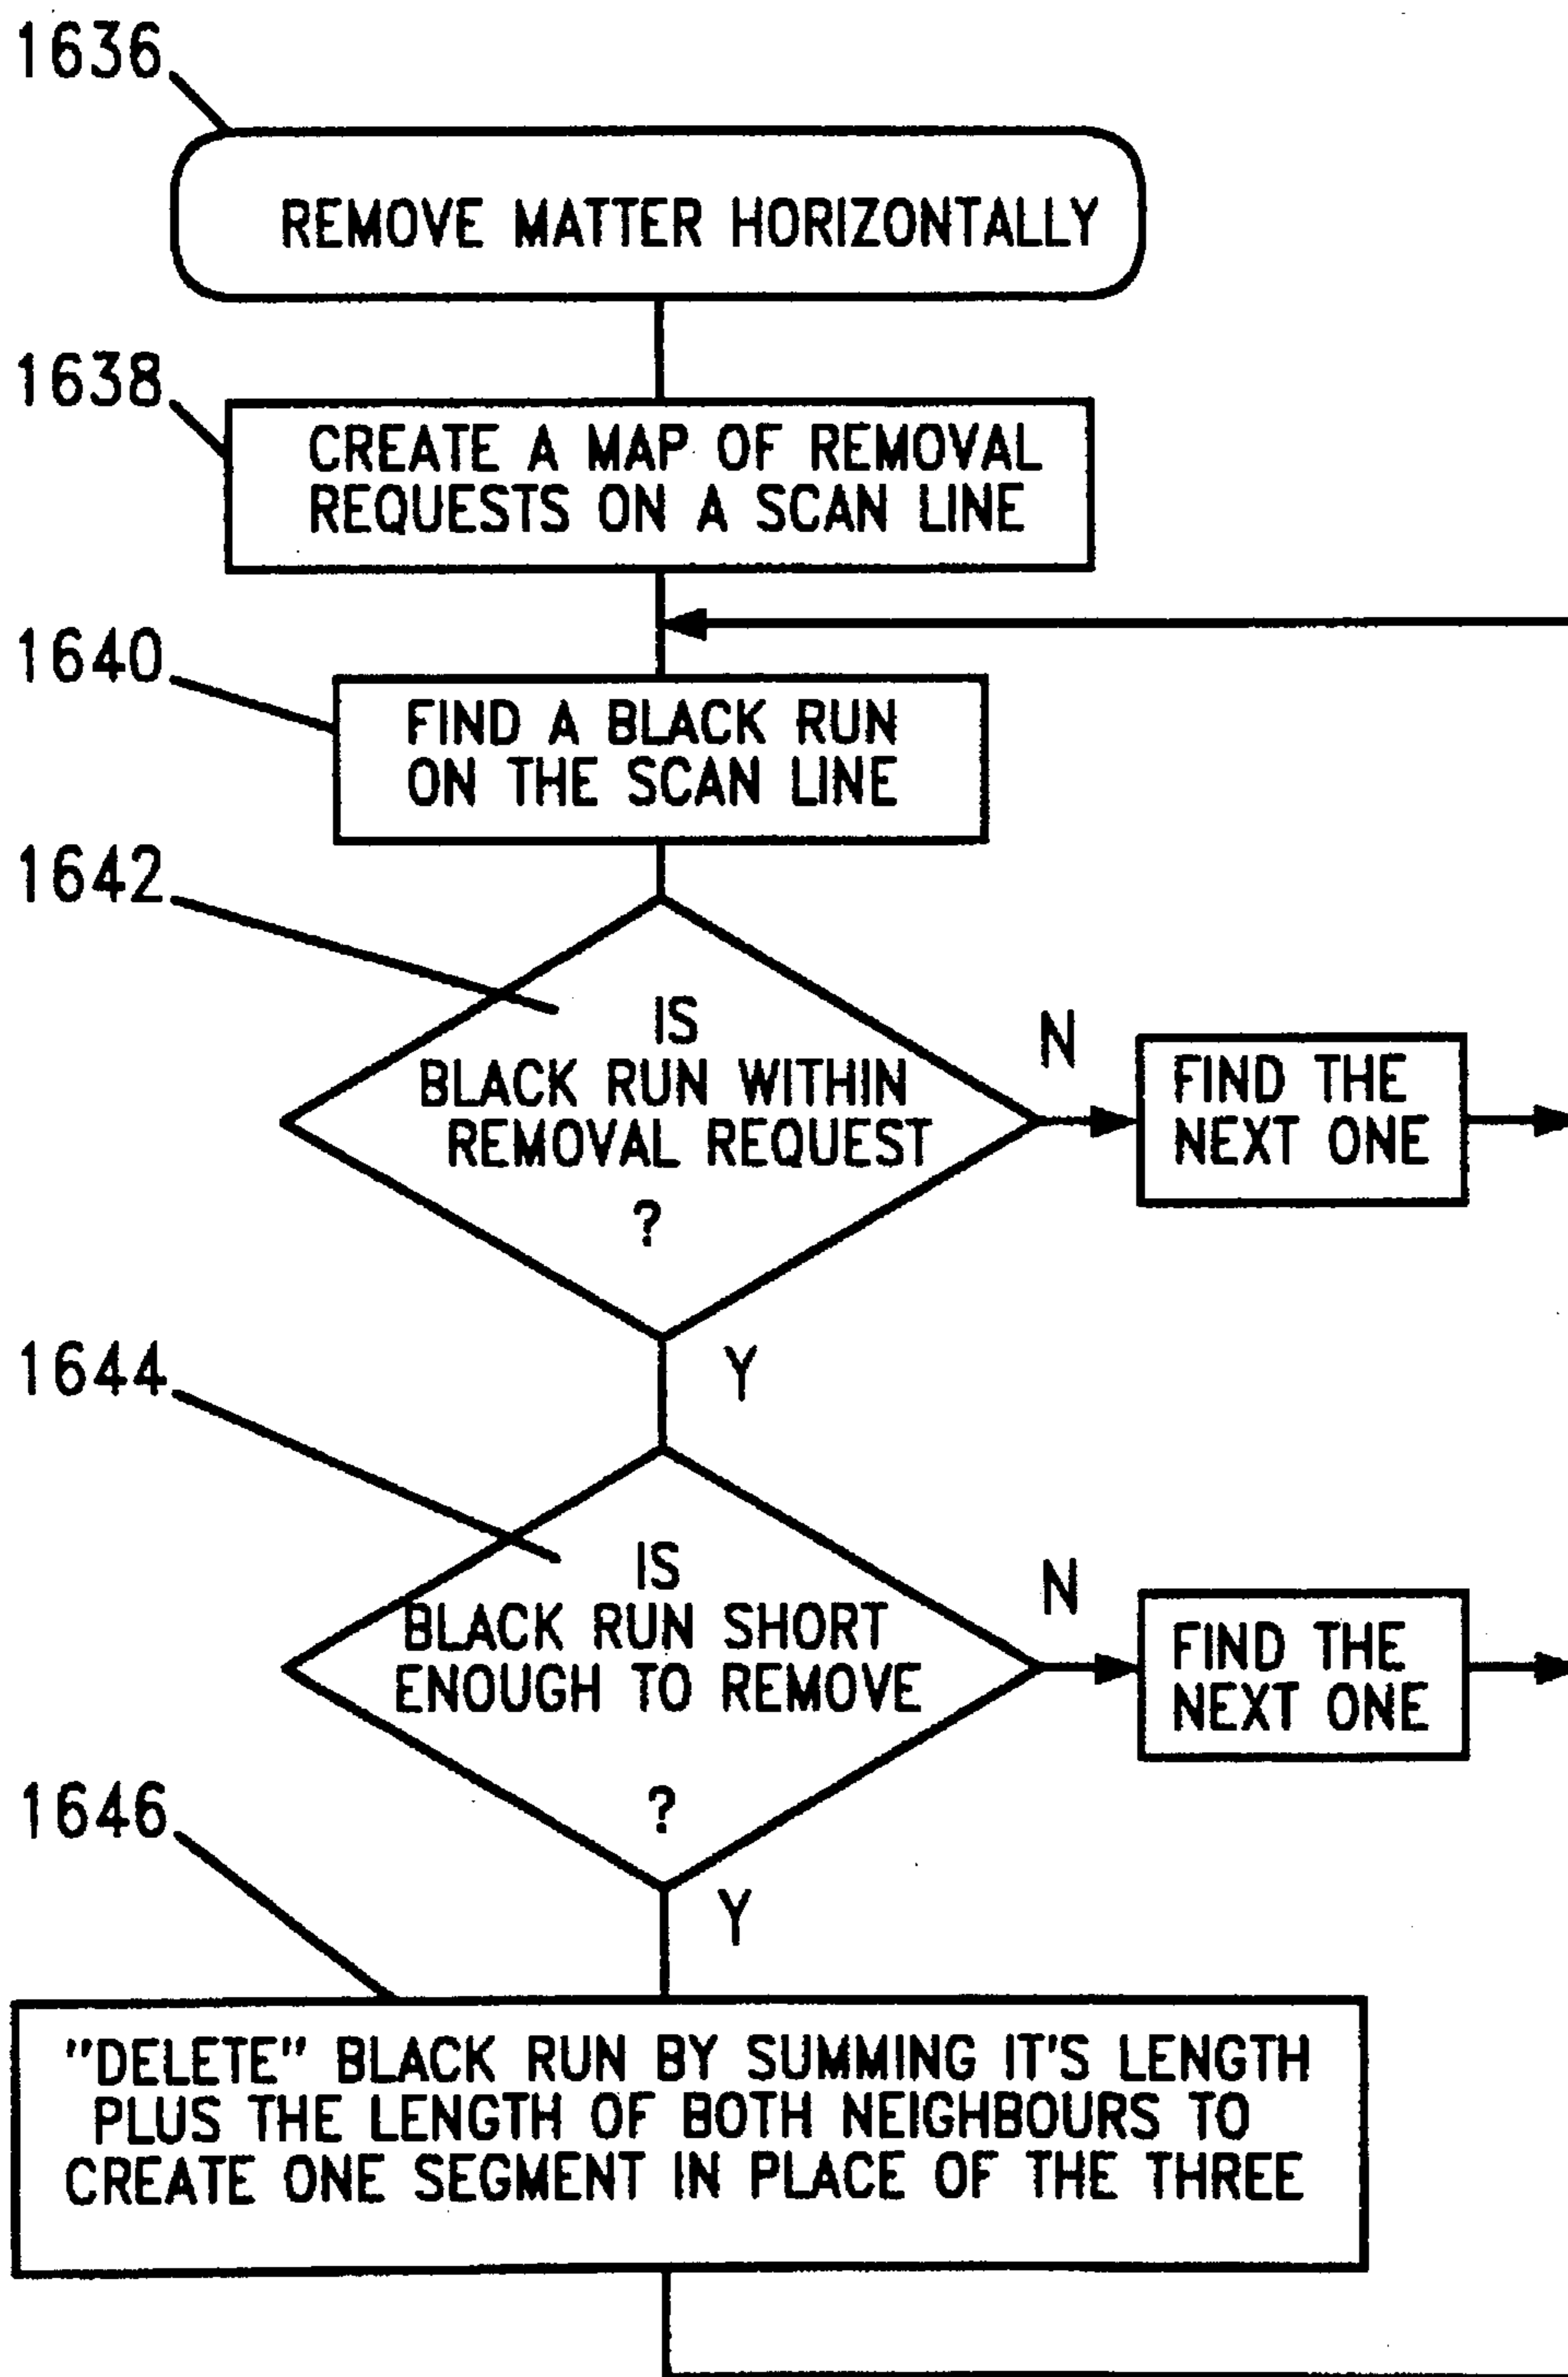 1636
REMOVE MATTER HORIZONTALLY
1638
CREATE A MAP OF REMOVAL
REQUESTS ON A SCAN LINE
1640
FIND A BLACK RUN
ON THE SCAN LINE
1642
IS
BLACK RUN WITHIN
REMOVAL REQUEST
?
N
FIND THE
NEXT ONE
Y
1644
IS
BLACK RUN SHORT
ENOUGH TO REMOVE
?
N
FIND THE
NEXT ONE
Y
1646
"DELETE" BLACK RUN BY SUMMING IT'S LENGTH
PLUS THE LENGTH OF BOTH NEIGHBOURS TO
CREATE ONE SEGMENT IN PLACE OF THE THREE